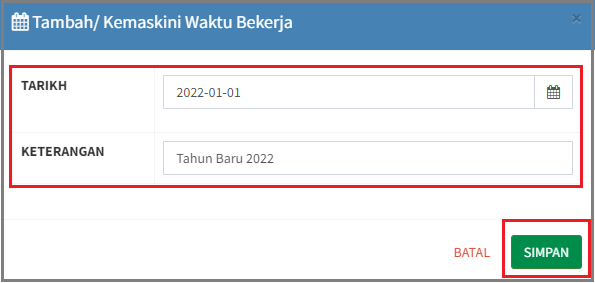 Tambah/ Kemaskini Waktu Bekerja ×
TARIKH 2022-01-01
KETERANGAN Tahun Baru 2022
BATAL SIMPAN